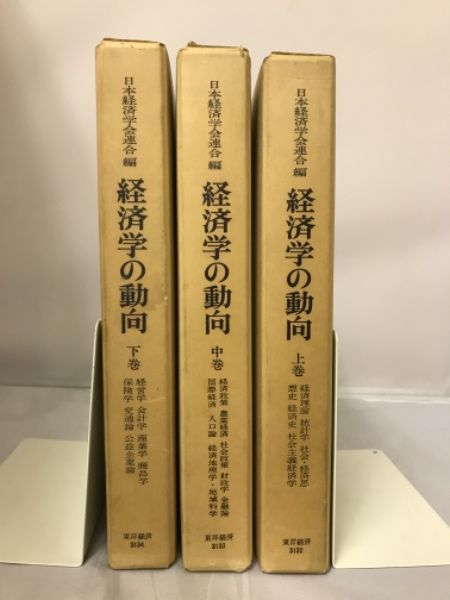 日本経済学会連合編
経済学の動向
上巻
経済理論 統計学 社会・経済思
想史 経済史 社会主義経済学
東洋経済
3132
日本経済学会連合編
経済学の動向
中巻
経済政策 農業経済 社会政策 財政学 金融論
国際経済 人口論 経済地理学・地域科学
東洋経済
3133
日本経済学会連合編
経済学の動向
下巻
経営学 会計学 商業学・商品学
保険学 交通論 公益企業論
東洋経済
3134